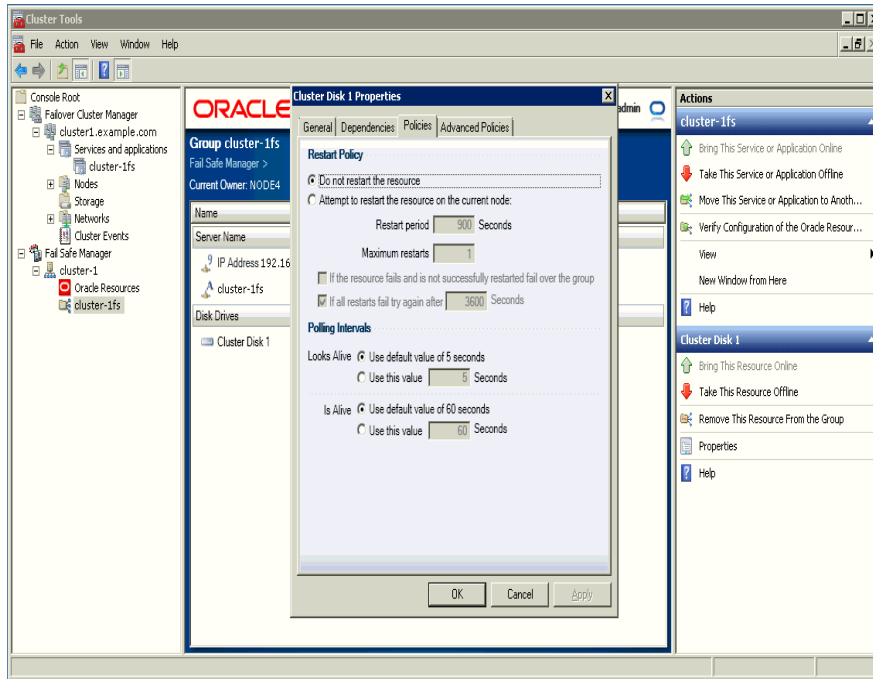 Cluster Tools
File Action View Window Help
Console Root
Failover Cluster Manager
cluster1.example.com
Services and applications
cluster-1fs
Nodes
Storage
Networks
Cluster Events
Fail Safe Manager
cluster-1
Oracle Resources
cluster-1fs
ORACLE
admin
Group cluster-1fs
Fail Safe Manager >
Current Owner: NODE4
Name
Server Name
IP Address 192.16
cluster-1fs
Disk Drives
Cluster Disk 1
Cluster Disk 1 Properties
General Dependencies Policies Advanced Policies
Restart Policy
Do not restart the resource
Attempt to restart the resource on the current node:
Restart period 900 Seconds
Maximum restarts 1
If the resource fails and is not successfully restarted fail over the group
If all restarts fail try again after 3600 Seconds
Polling Intervals
Looks Alive Use default value of 5 seconds
Use this value 5 Seconds
Is Alive Use default value of 60 seconds
Use this value 60 Seconds
OK Cancel Apply
Actions
cluster-1fs
Bring This Service or Application Online
Take This Service or Application Offline
Move This Service or Application to Anoth...
Verify Configuration of the Oracle Resour...
View
New Window from Here
Help
Cluster Disk 1
Bring This Resource Online
Take This Resource Offline
Remove This Resource From the Group
Properties
Help